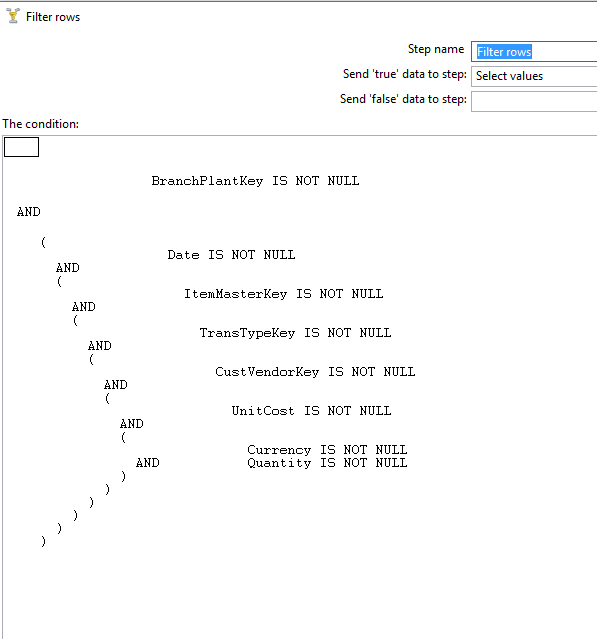 Filter rows
Step name Filter rows
Send 'true' data to step: Select values
Send 'false' data to step:
The condition:
BranchPlantKey IS NOT NULL
AND
(
Date IS NOT NULL
AND
(
ItemMasterKey IS NOT NULL
AND
(
TransTypeKey IS NOT NULL
AND
(
CustVendorKey IS NOT NULL
AND
(
UnitCost IS NOT NULL
AND
(
Currency IS NOT NULL
AND Quantity IS NOT NULL
)
)
)
)
)
)